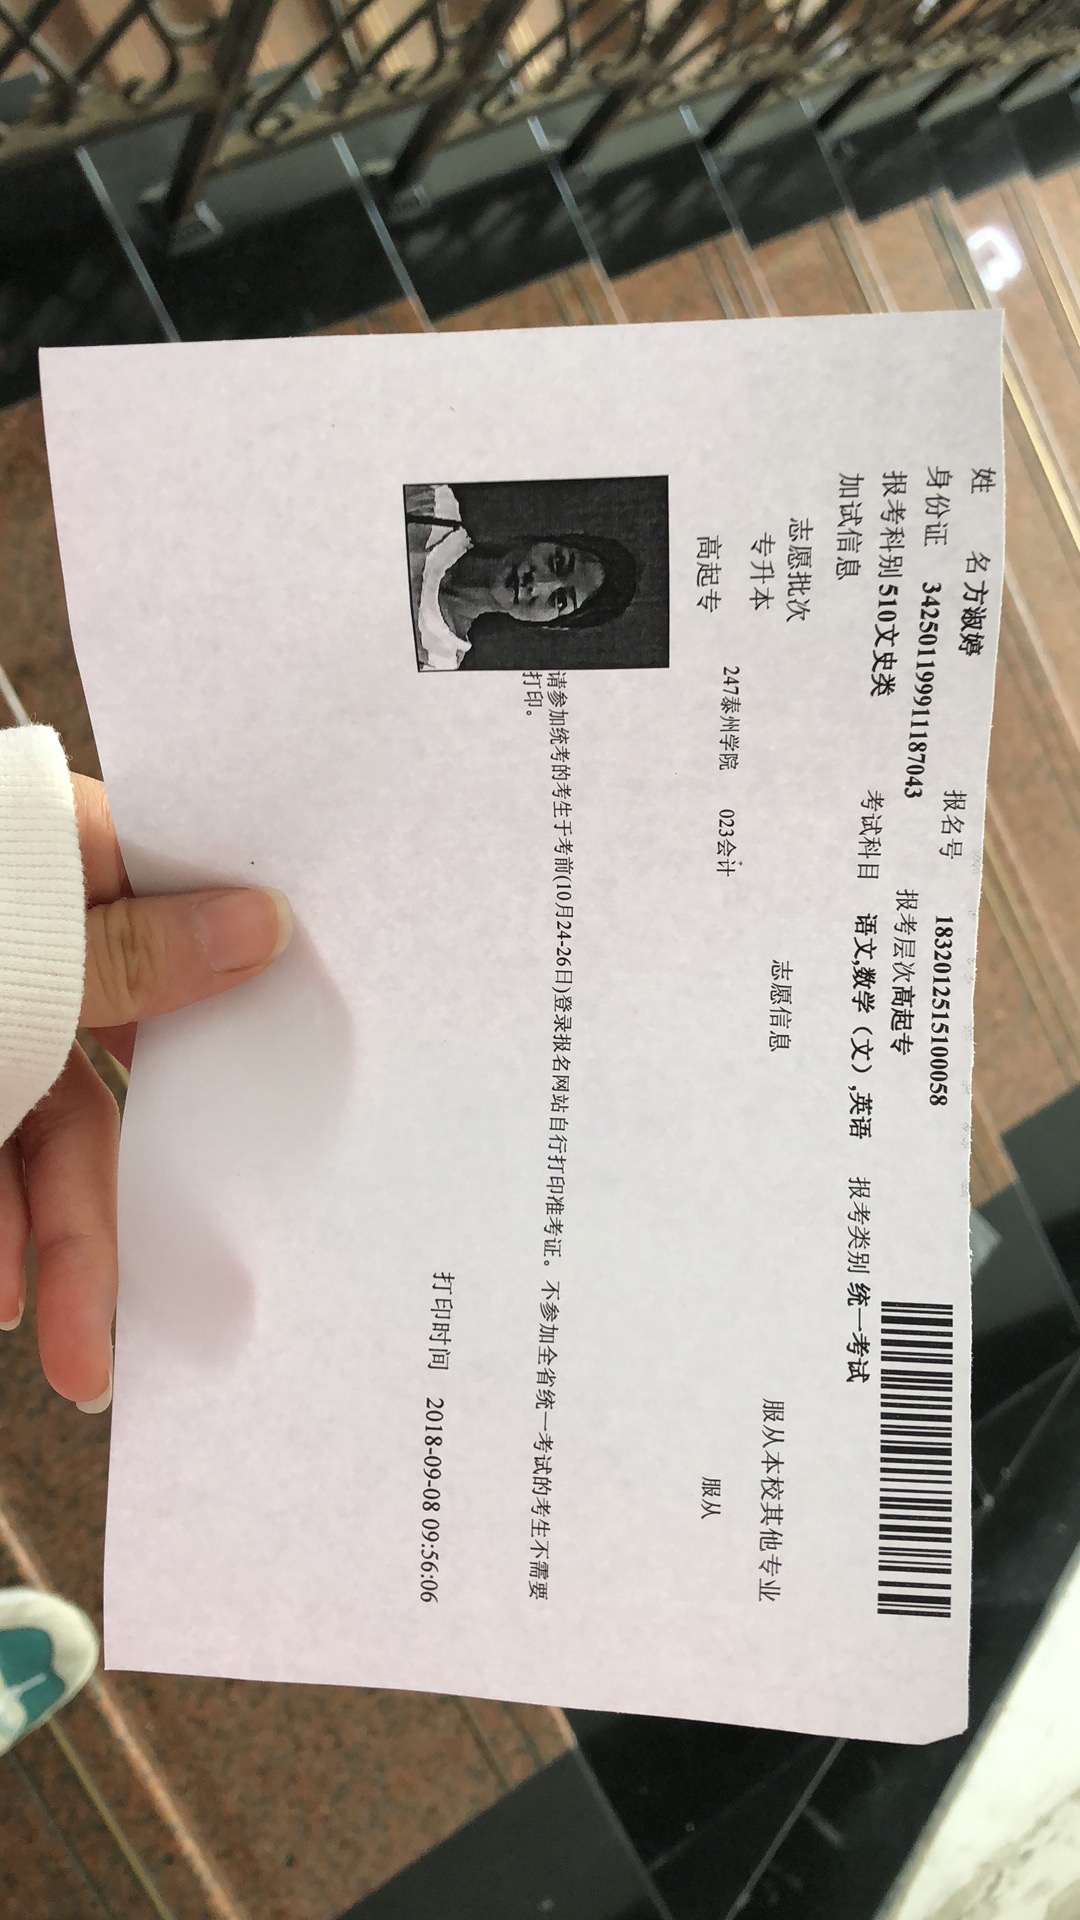 姓　名 方淑婷　报名号　183201251510005​8
身份证　342501199911187043　报考层次 高起专
报考科别 510文史类　考试科目　语文,数学（文）,英语　报考类别 统一考试
加试信息
志愿批次　志愿信息　服从本校其他专业
专升本
高起专　247泰州学院　023会计　服从
请参加统考的考生于考前(10月24-26日)登录报名网站自行打印准考证。不参加全省统一考试的考生不需要
打印。
打印时间　2018-09-08 09:56:06